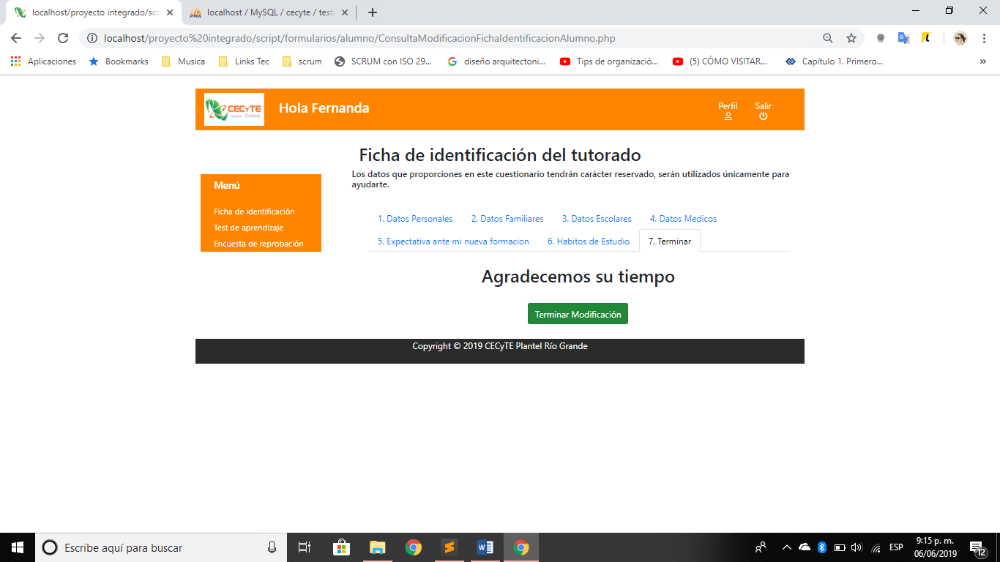 localhost/proyecto integrado/scr
localhost / MySQL / cecyte / test
localhost/proyecto%20integrado/script/formularios/alumno/ConsultaModificacionFichaIdentificacionAlumno.php
Aplicaciones
Bookmarks
Musica
Links Tec
scrum
SCRUM con ISO 29...
diseño arquitectoni...
Tips de organizació...
(5) CÓMO VISITAR...
Capítulo 1. Primero...
»
CECyTE
Hola Fernanda
Perfil
Salir
Ficha de identificación del tutorado
Los datos que proporciones en este cuestionario tendrán carácter reservado, serán utilizados únicamente para
ayudarte.
Menú
Ficha de identificación
Test de aprendizaje
Encuesta de reprobación
1. Datos Personales
2. Datos Familiares
3. Datos Escolares
4. Datos Medicos
5. Expectativa ante mi nueva formacion
6. Habitos de Estudio
7. Terminar
Agradecemos su tiempo
Terminar Modificación
Copyright © 2019 CECyTE Plantel Río Grande
Escribe aquí para buscar
ESP
9:15 p. m.
06/06/2019
12